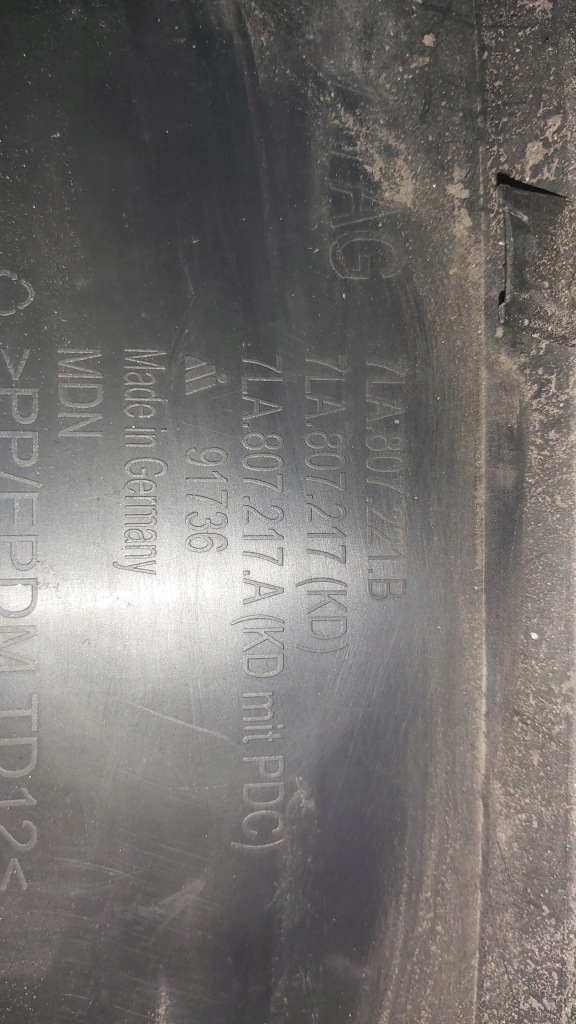 VAG
7LA.807.221.B
7LA.807.217 (KD)
7LA.807.217.A (KD mit PDC)
91736
Made in Germany
MDN
>PP/EPDM TD12<